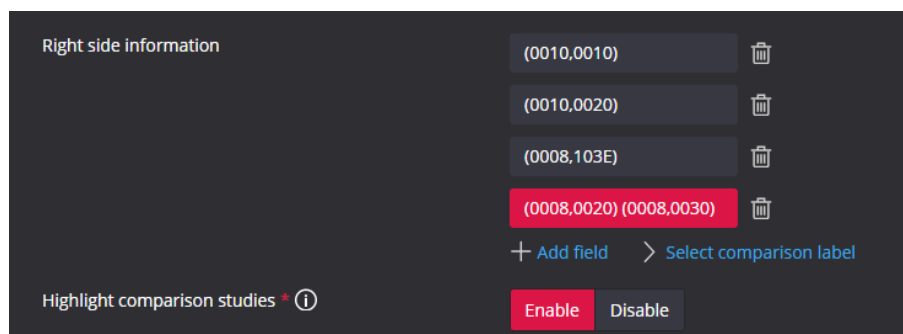 Right side information
(0010,0010)
(0010,0020)
(0008,103E)
(0008,0020) (0008,0030)
+ Add field > Select comparison label
Highlight comparison studies * i
Enable Disable